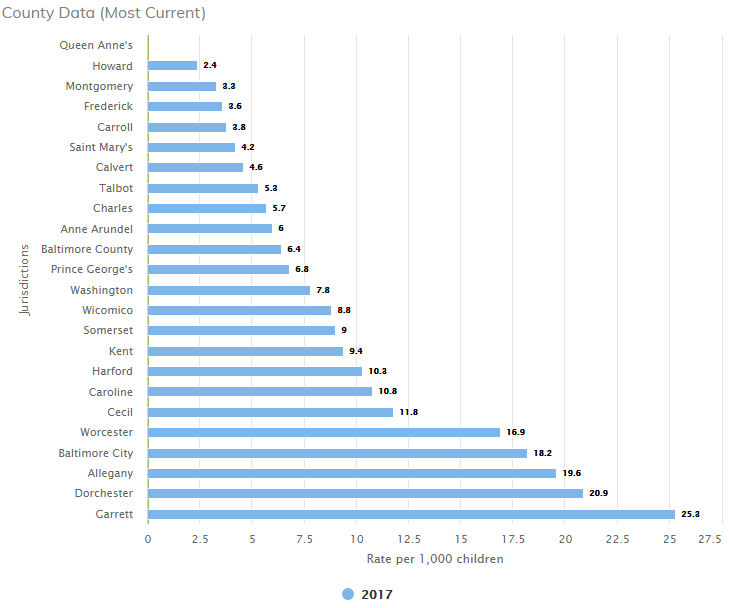 County Data (Most Current)
Jurisdictions
Queen Anne's
Howard 2.4
Montgomery 3.3
Frederick 3.6
Carroll 3.8
Saint Mary's 4.2
Calvert 4.6
Talbot 5.3
Charles 5.7
Anne Arundel 6
Baltimore County 6.4
Prince George's 6.8
Washington 7.8
Wicomico 8.8
Somerset 9
Kent 9.4
Harford 10.3
Caroline 10.8
Cecil 11.8
Worcester 16.9
Baltimore City 18.2
Allegany 19.6
Dorchester 20.9
Garrett 25.3
0 2.5 5 7.5 10 12.5 15 17.5 20 22.5 25 27.5
Rate per 1,000 children
2017